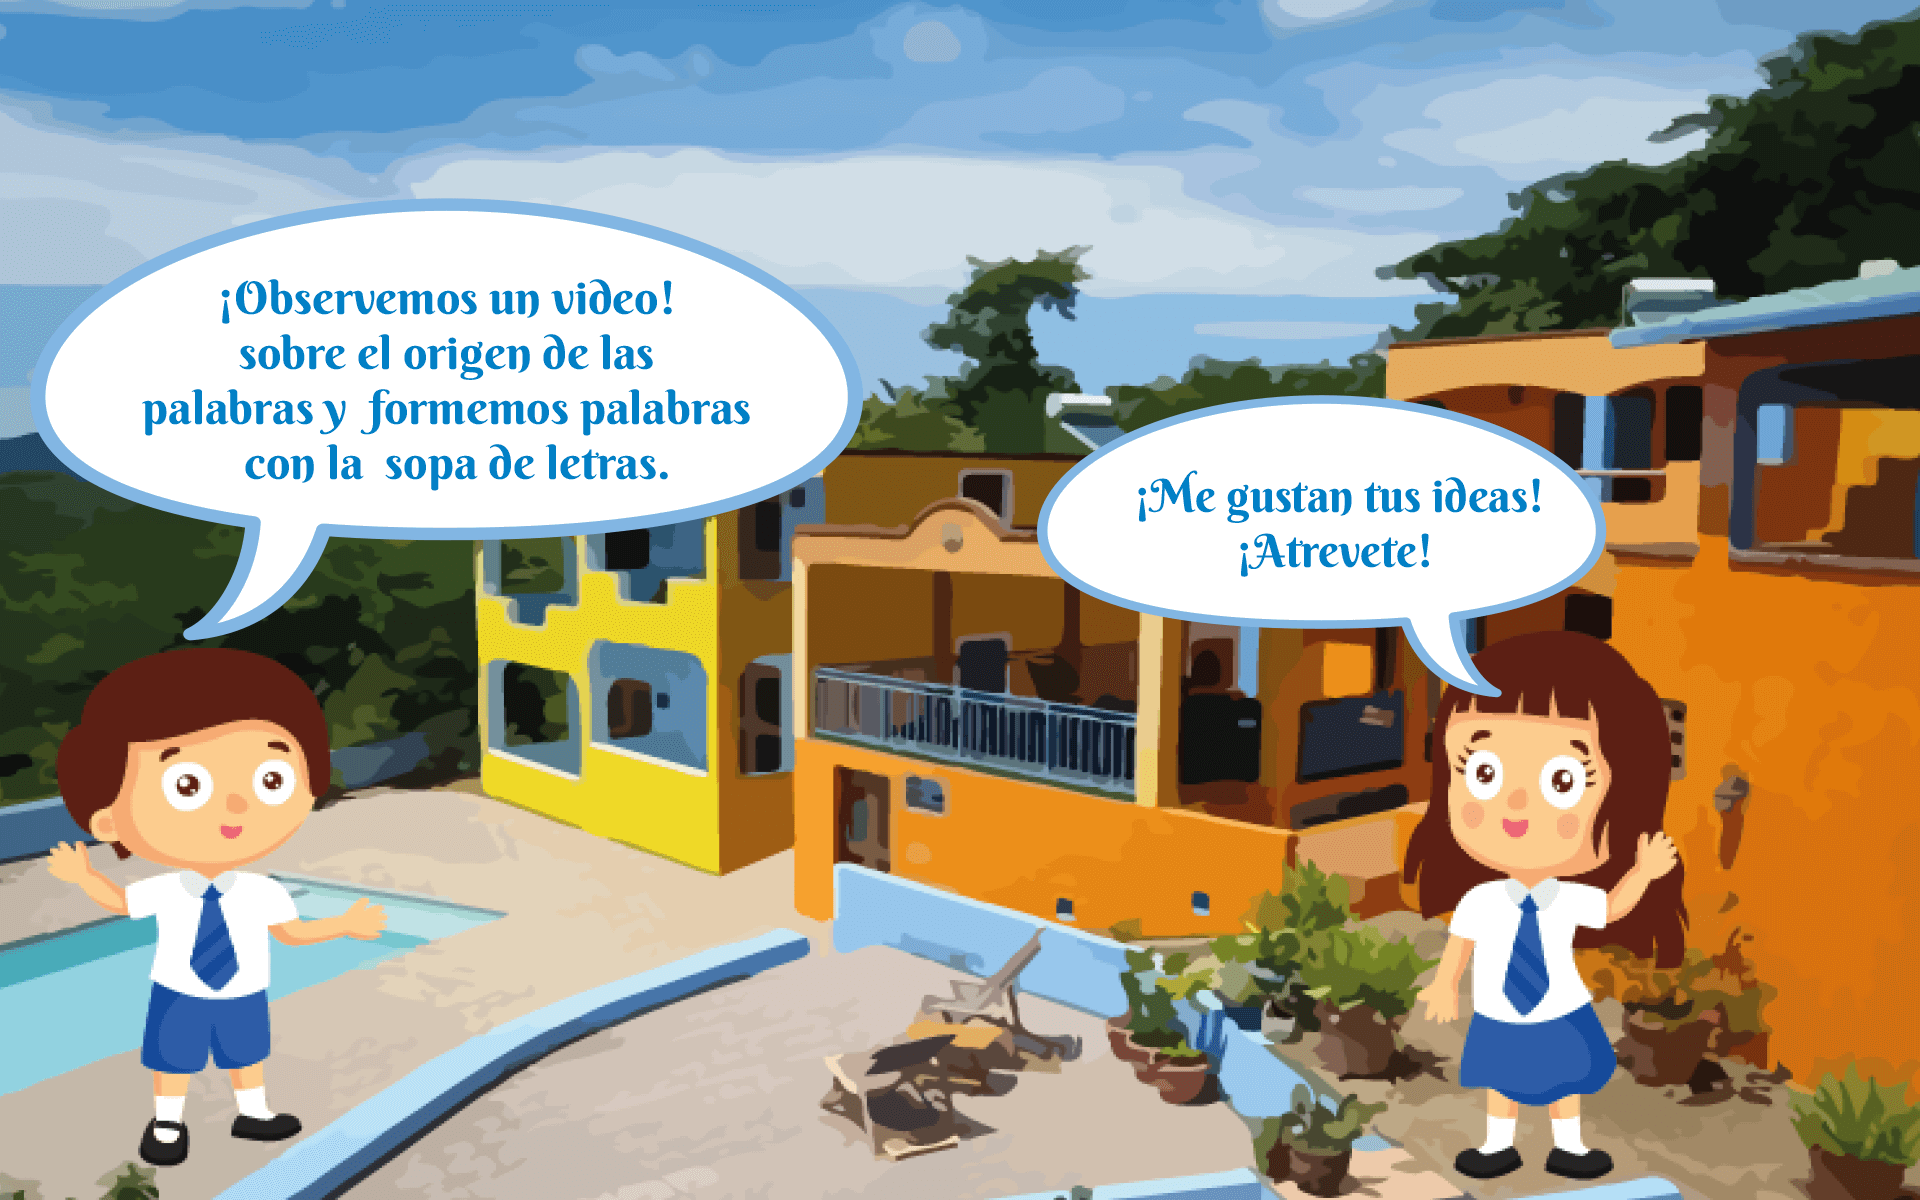 ¡Observemos un video!
sobre el origen de las
palabras y formemos palabras
con la sopa de letras.
¡Me gustan tus ideas!
¡Atrevete!